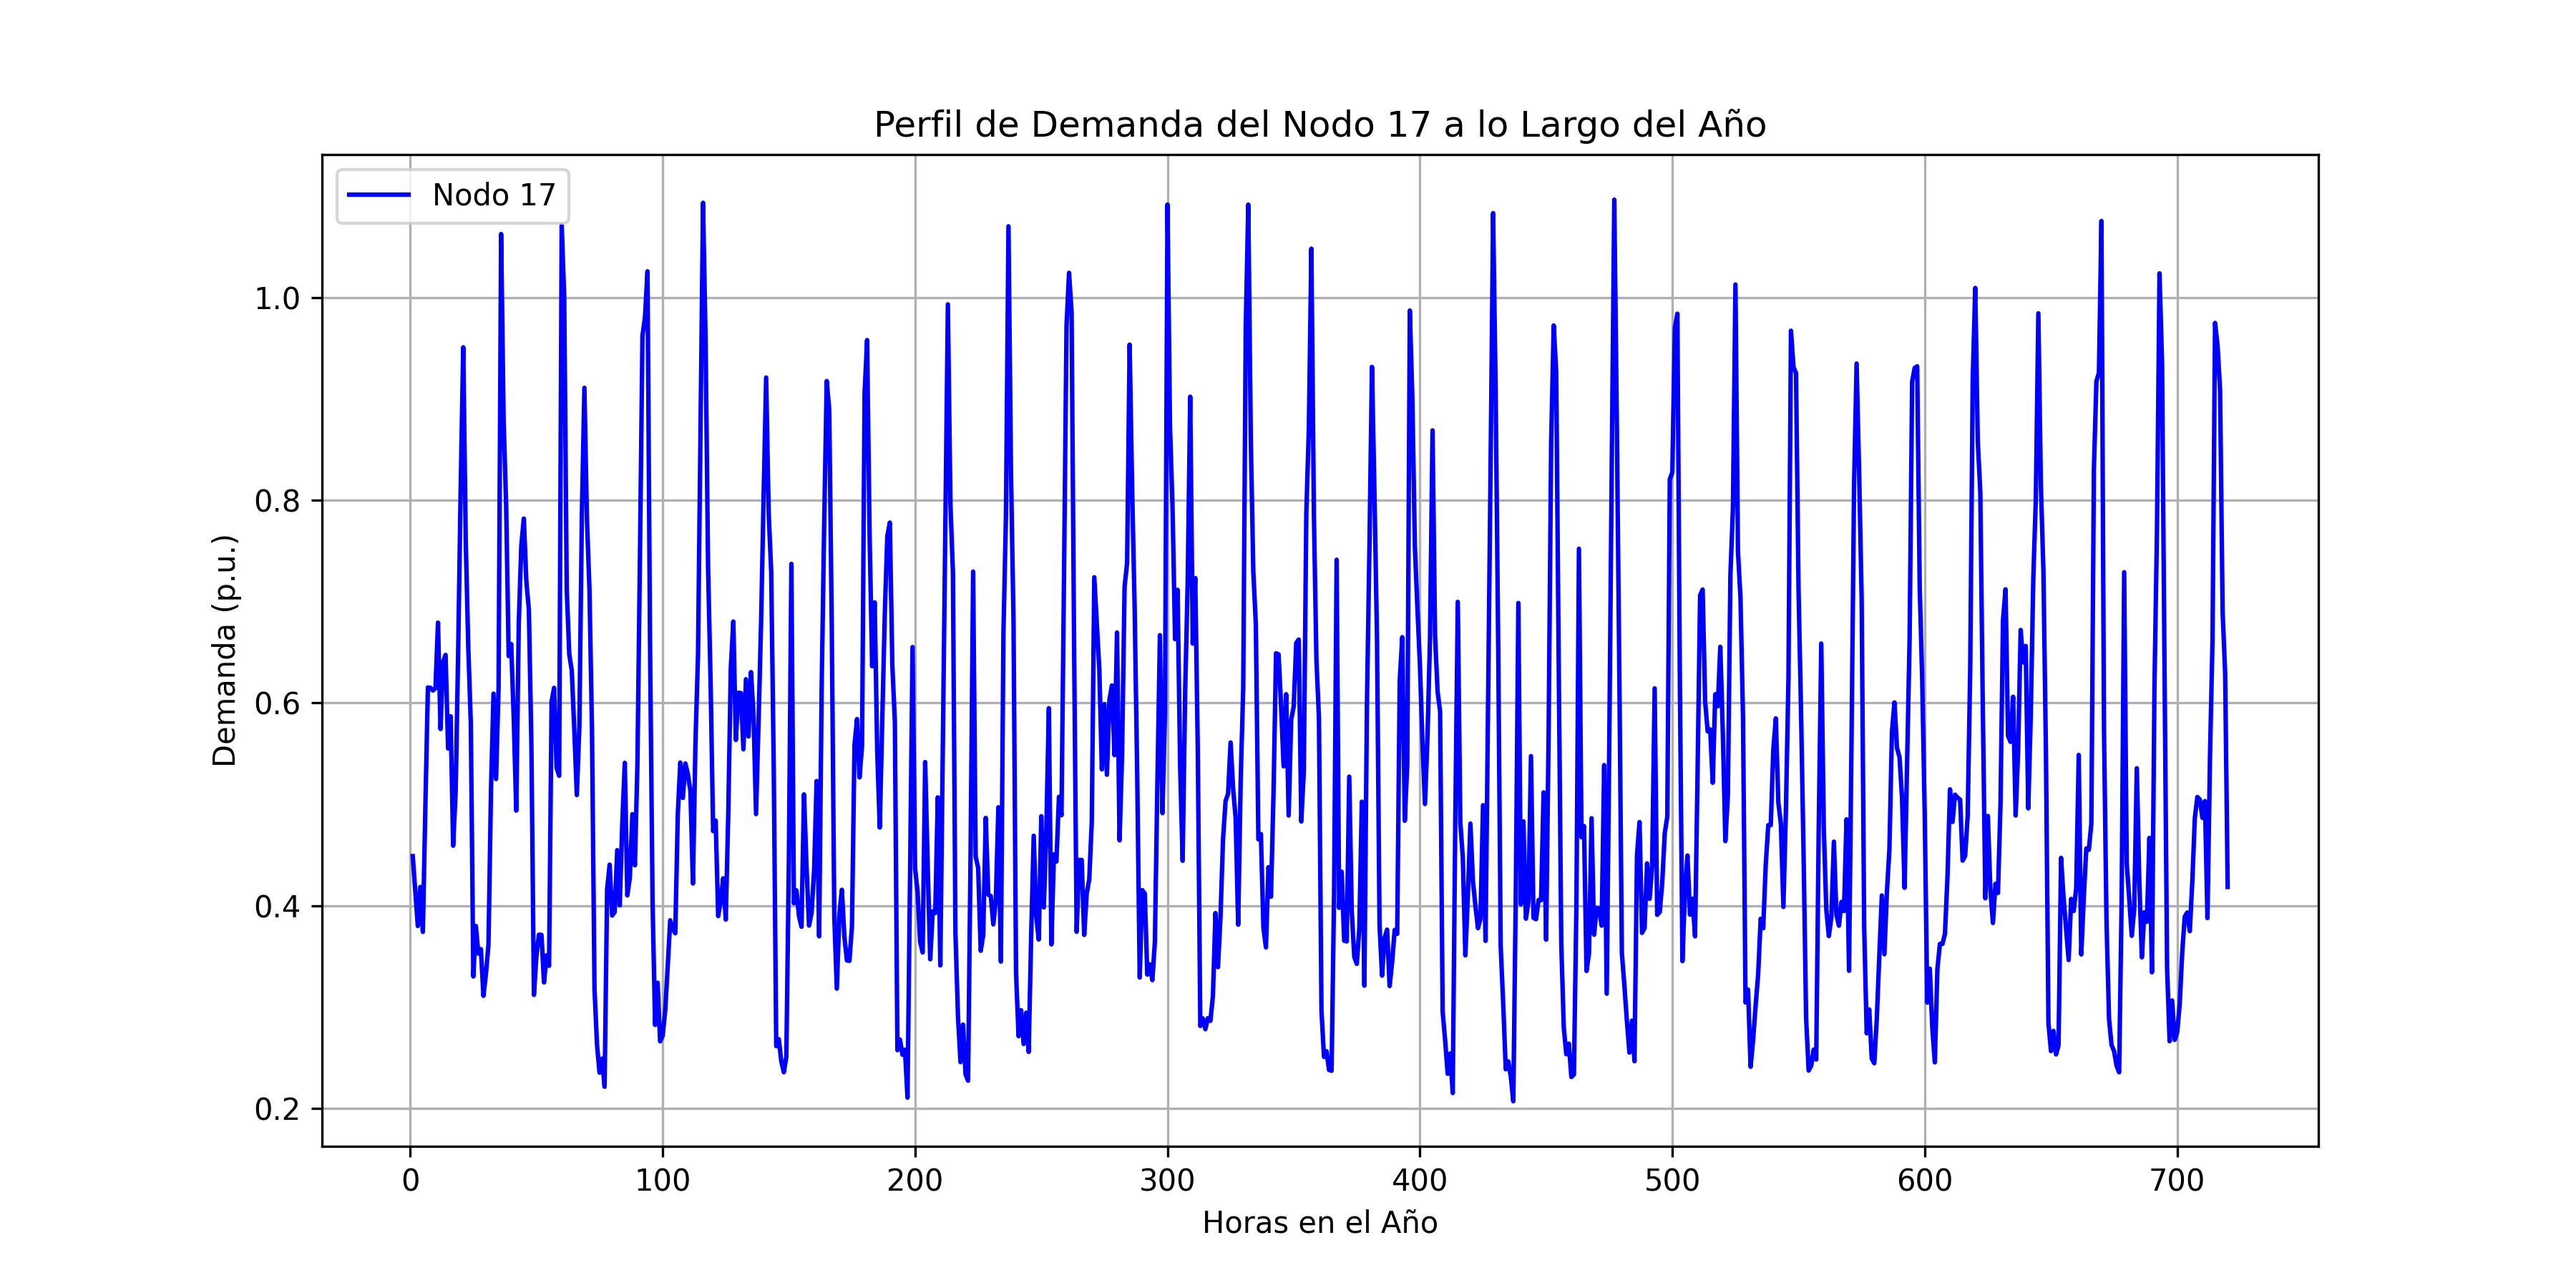 Perfil de Demanda del Nodo 17 a lo Largo del Año
Nodo 17
Demanda (p.u.)
1.0
0.8
0.6
0.4
0.2
0 100 200 300 400 500 600 700
Horas en el Año